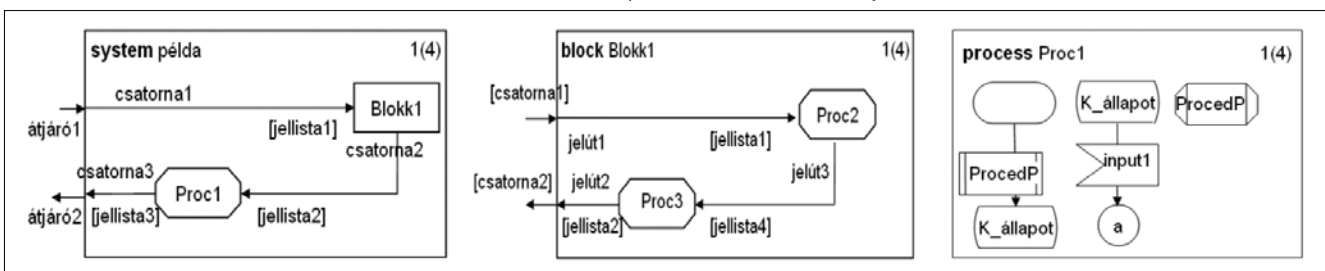 system példa 1(4)
csatorna1
átjáró1
Blokk1
[jellista1]
csatorna2
csatorna3
Proc1
átjáró2
[jellista3]
[jellista2]
block Blokk1 1(4)
[csatorna1]
Proc2
jelút1
[jellista1]
jelút3
[csatorna2]
jelút2
Proc3
[jellista2]
[jellista4]
process Proc1 1(4)
K_állapot
ProcedP
input1
ProcedP
K_állapot
a